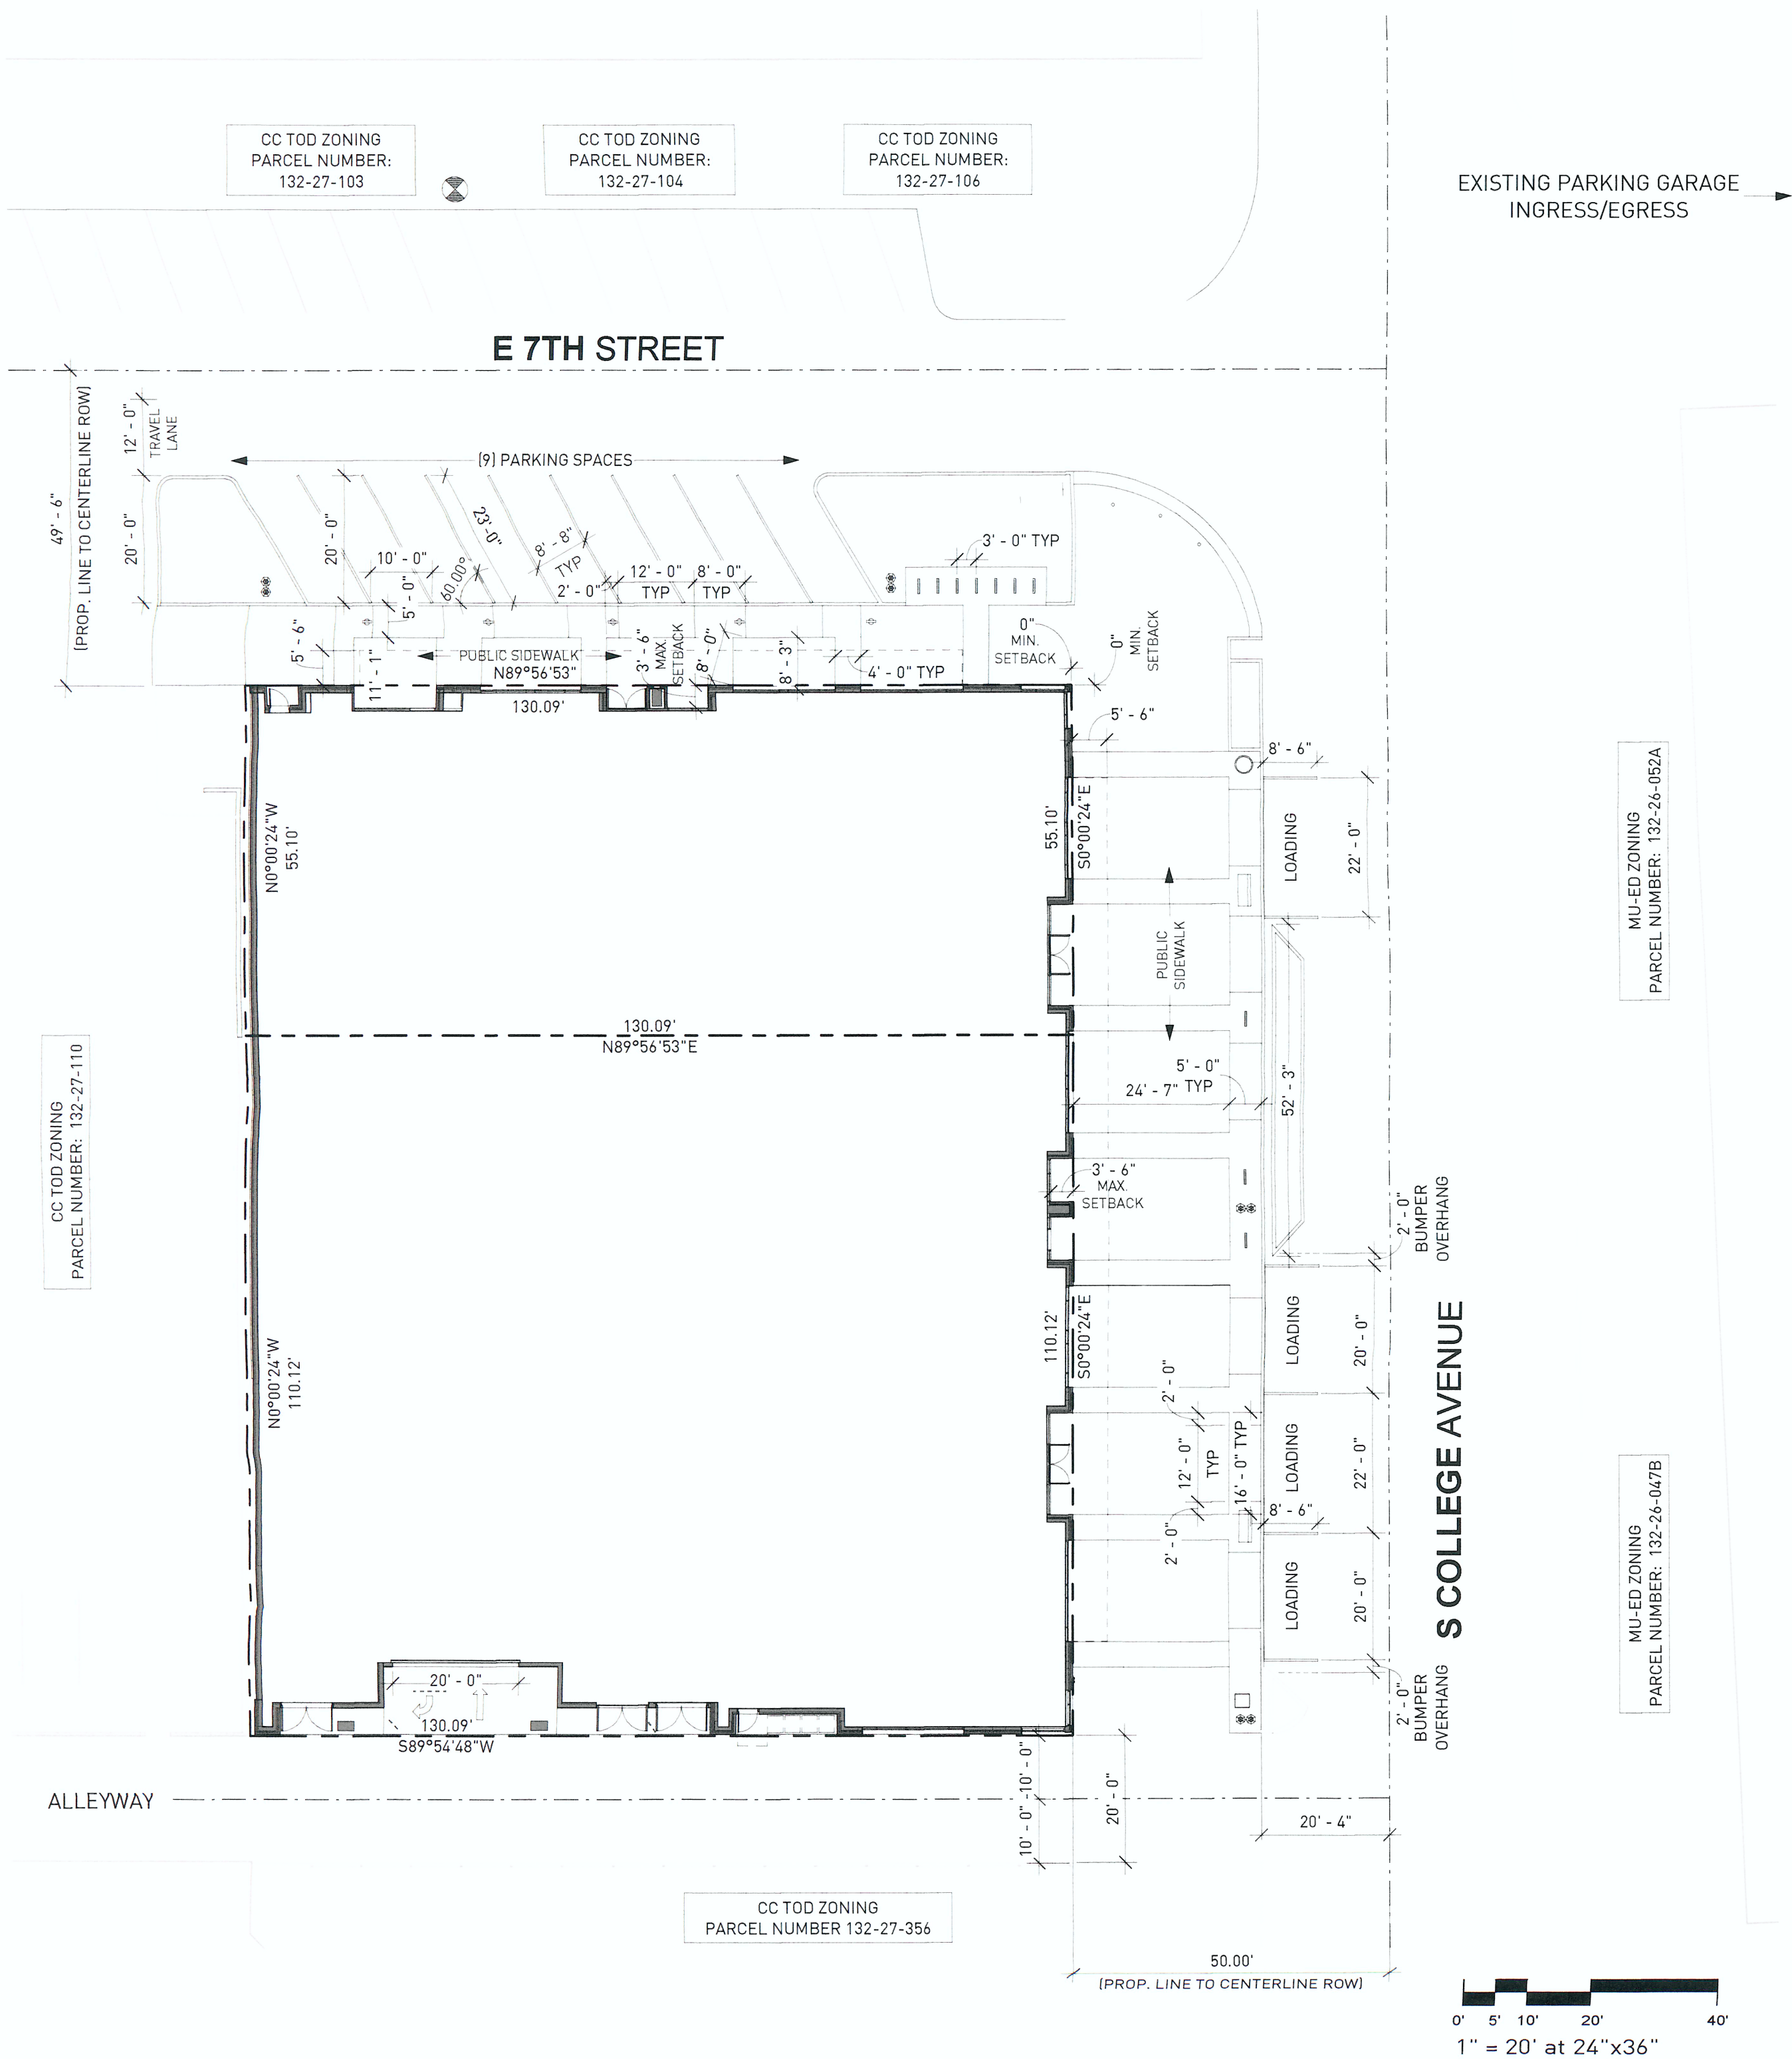 CC TOD ZONING
PARCEL NUMBER:
132-27-103
CC TOD ZONING
PARCEL NUMBER:
132-27-104
CC TOD ZONING
PARCEL NUMBER:
132-27-106
EXISTING PARKING GARAGE
INGRESS/EGRESS
E 7TH STREET
49' - 6"
(PROP. LINE TO CENTERLINE ROW)
12' - 0"
TRAVEL
LANE
20' - 0"
(9) PARKING SPACES
20' - 0"
23'-0"
8' - 8"
TYP
10' - 0"
5' - 0"
60.00°
2' - 0"
12' - 0"
TYP
8' - 0"
TYP
3' - 0" TYP
5' - 6"
11' - 1"
PUBLIC SIDEWALK
N89°56'53"
130.09'
3' - 6"
MAX.
SETBACK
8' - 0"
8' - 3"
4' - 0" TYP
0"
MIN.
SETBACK
0"
MIN.
SETBACK
5' - 6"
8' - 6"
N0°00'24"W
55.10'
55.10'
S0°00'24"E
LOADING
22' - 0"
PUBLIC
SIDEWALK
MU-ED ZONING
PARCEL NUMBER: 132-26-052A
130.09'
N89°56'53"E
CC TOD ZONING
PARCEL NUMBER: 132-27-110
5' - 0"
TYP
24' - 7"
52' - 3"
3' - 6"
MAX.
SETBACK
2' - 0"
BUMPER
OVERHANG
N0°00'24"W
110.12'
110.12'
S0°00'24"E
LOADING
20' - 0"
2' - 0"
12' - 0"
TYP
16' - 0" TYP
LOADING
22' - 0"
8' - 6"
2' - 0"
LOADING
20' - 0"
S COLLEGE AVENUE
MU-ED ZONING
PARCEL NUMBER: 132-26-047B
2' - 0"
BUMPER
OVERHANG
20' - 0"
130.09'
S89°54'48"W
ALLEYWAY
10' - 0"
10' - 0"
20' - 0"
20' - 4"
CC TOD ZONING
PARCEL NUMBER 132-27-356
50.00'
(PROP. LINE TO CENTERLINE ROW)
0' 5' 10' 20' 40'
1" = 20' at 24"x36"